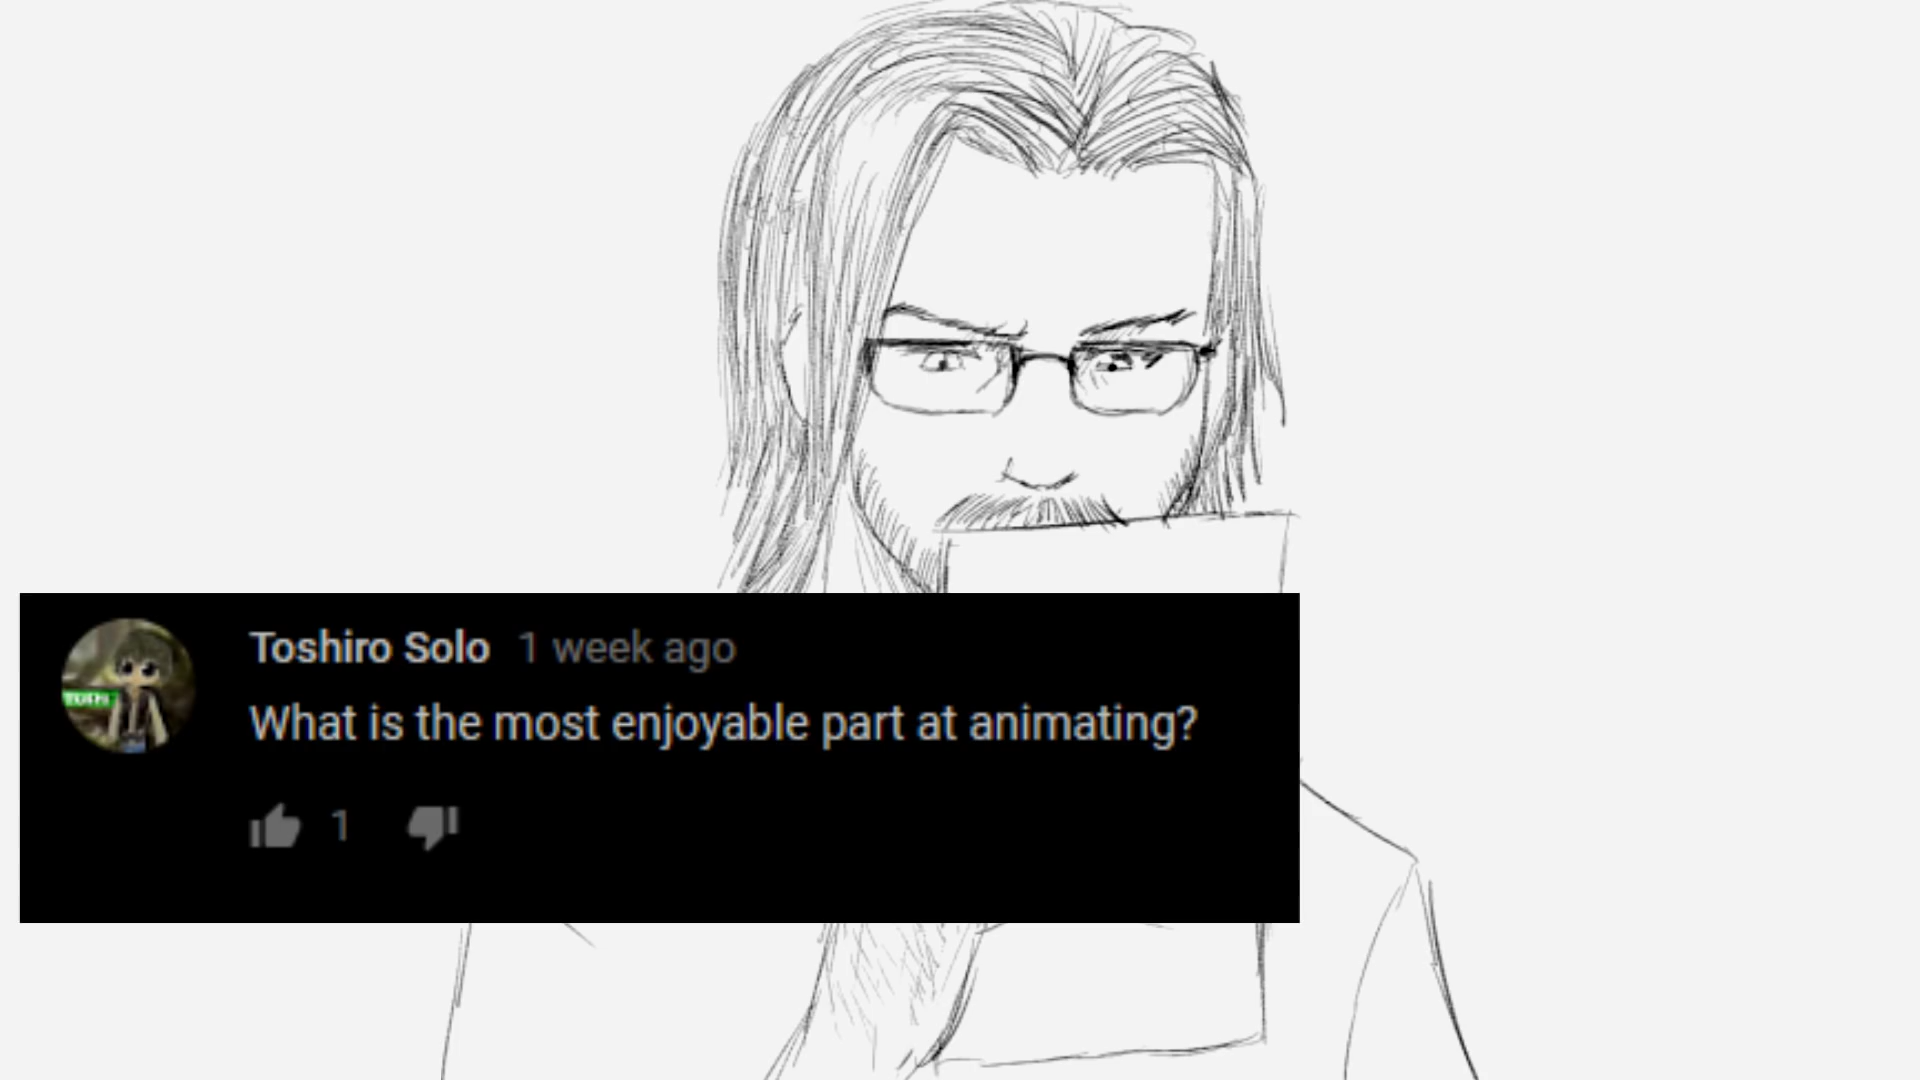 Toshiro Solo 1 week ago
What is the most enjoyable part at animating?
1